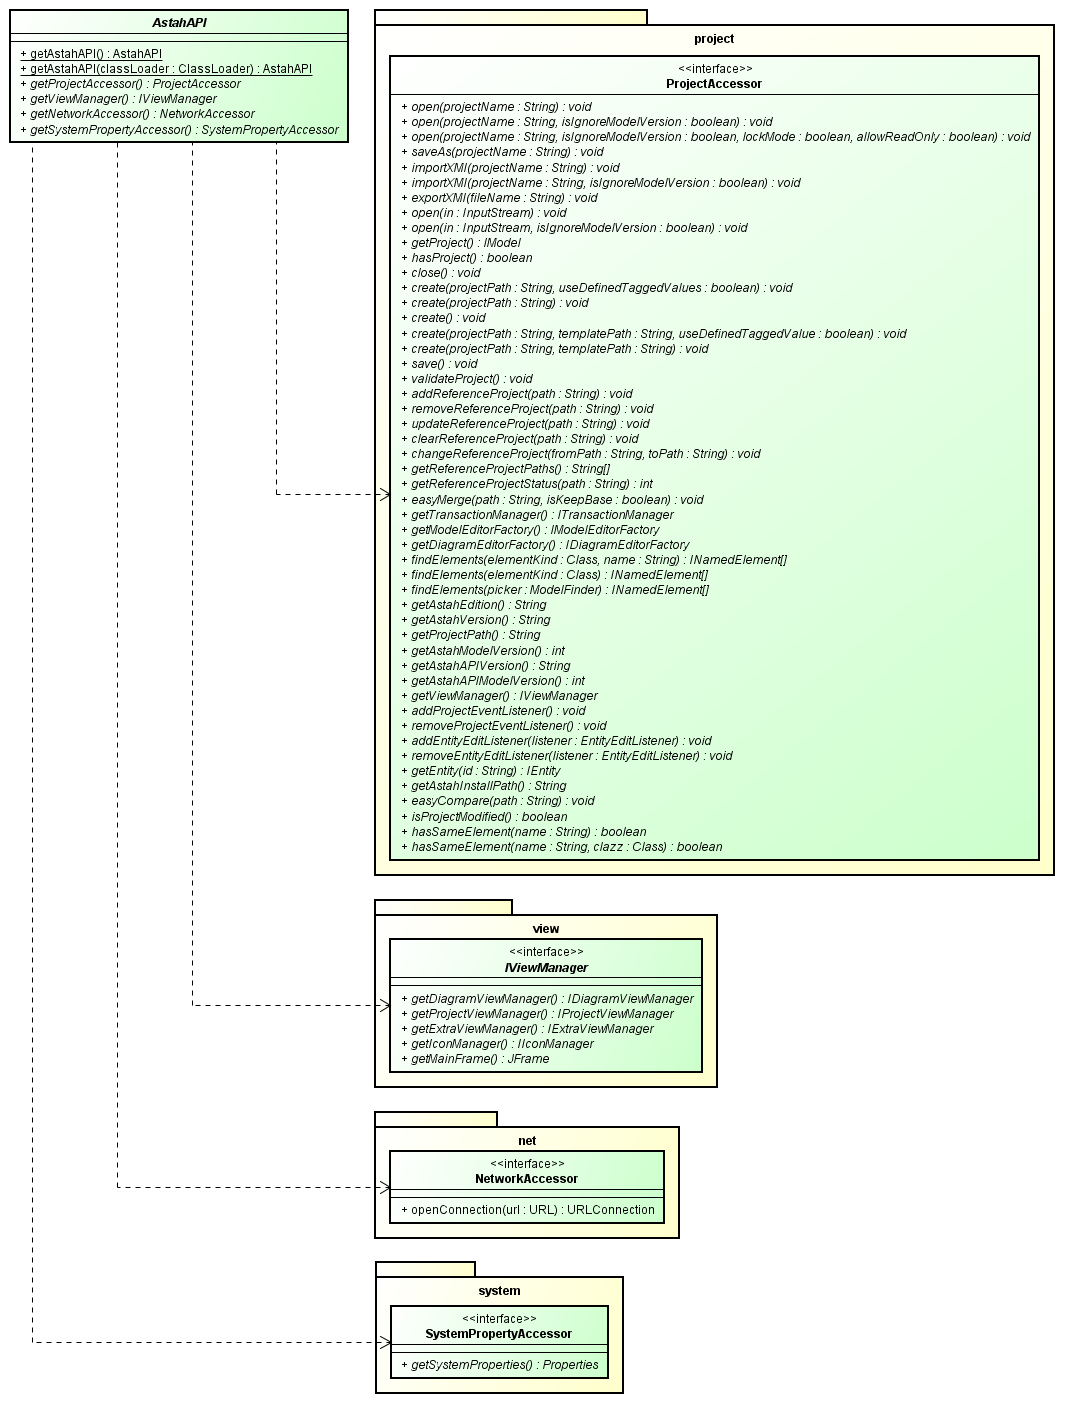 AstahAPI
+ getAstahAPI() : AstahAPI
+ getAstahAPI(classLoader : ClassLoader) : AstahAPI
+ getProjectAccessor() : ProjectAccessor
+ getViewManager() : IViewManager
+ getNetworkAccessor() : NetworkAccessor
+ getSystemPropertyAccessor() : SystemPropertyAccessor
project
<<interface>>
ProjectAccessor
+ open(projectName : String) : void
+ open(projectName : String, isIgnoreModelVersion : boolean) : void
+ open(projectName : String, isIgnoreModelVersion : boolean, lockMode : boolean, allowReadOnly : boolean) : void
+ saveAs(projectName : String) : void
+ importXMI(projectName : String) : void
+ importXMI(projectName : String, isIgnoreModelVersion : boolean) : void
+ exportXMI(fileName : String) : void
+ open(in : InputStream) : void
+ open(in : InputStream, isIgnoreModelVersion : boolean) : void
+ getProject() : IModel
+ hasProject() : boolean
+ close() : void
+ create(projectPath : String, useDefinedTaggedValues : boolean) : void
+ create(projectPath : String) : void
+ create() : void
+ create(projectPath : String, templatePath : String, useDefinedTaggedValue : boolean) : void
+ create(projectPath : String, templatePath : String) : void
+ save() : void
+ validateProject() : void
+ addReferenceProject(path : String) : void
+ removeReferenceProject(path : String) : void
+ updateReferenceProject(path : String) : void
+ clearReferenceProject(path : String) : void
+ changeReferenceProject(fromPath : String, toPath : String) : void
+ getReferenceProjectPaths() : String[]
+ getReferenceProjectStatus(path : String) : int
+ easyMerge(path : String, isKeepBase : boolean) : void
+ getTransactionManager() : ITransactionManager
+ getModelEditorFactory() : IModelEditorFactory
+ getDiagramEditorFactory() : IDiagramEditorFactory
+ findElements(elementKind : Class, name : String) : INamedElement[]
+ findElements(elementKind : Class) : INamedElement[]
+ findElements(picker : ModelFinder) : INamedElement[]
+ getAstahEdition() : String
+ getAstahVersion() : String
+ getProjectPath() : String
+ getAstahModelVersion() : int
+ getAstahAPIVersion() : String
+ getAstahAPIModelVersion() : int
+ getViewManager() : IViewManager
+ addProjectEventListener() : void
+ removeProjectEventListener() : void
+ addEntityEditListener(listener : EntityEditListener) : void
+ removeEntityEditListener(listener : EntityEditListener) : void
+ getEntity(id : String) : IEntity
+ getAstahInstallPath() : String
+ easyCompare(path : String) : void
+ isProjectModified() : boolean
+ hasSameElement(name : String) : boolean
+ hasSameElement(name : String, clazz : Class) : boolean
view
<<interface>>
IViewManager
+ getDiagramViewManager() : IDiagramViewManager
+ getProjectViewManager() : IProjectViewManager
+ getExtraViewManager() : IExtraViewManager
+ getIconManager() : IIconManager
+ getMainFrame() : JFrame
net
<<interface>>
NetworkAccessor
+ openConnection(url : URL) : URLConnection
system
<<interface>>
SystemPropertyAccessor
+ getSystemProperties() : Properties